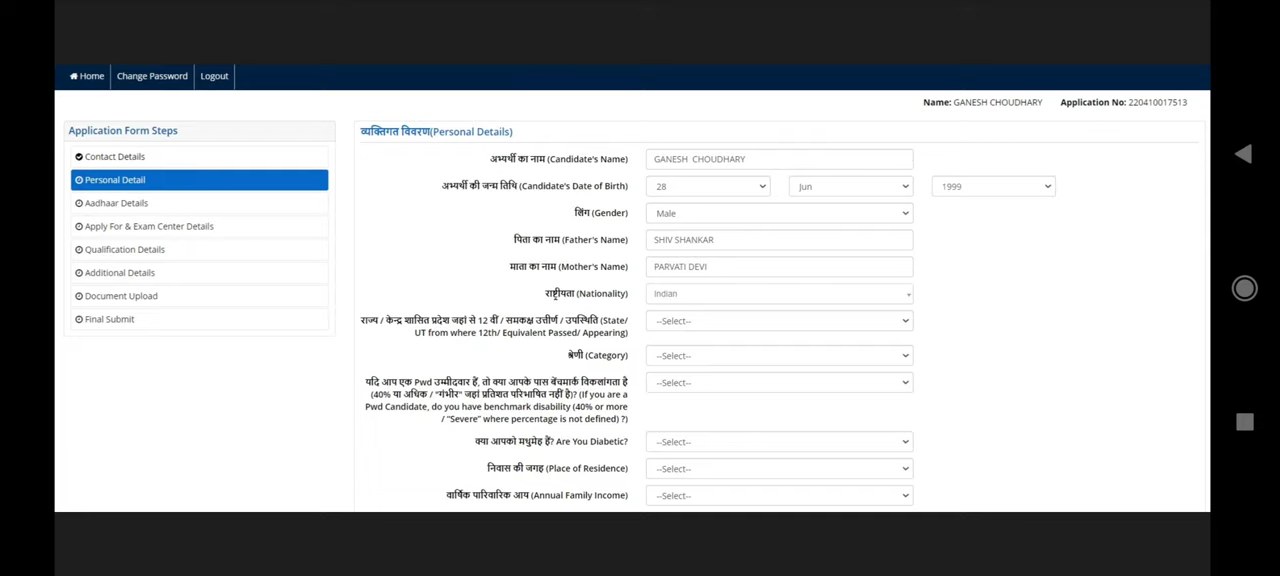 Home Change Password Logout
Name: GANESH CHOUDHARY Application No: 220410017513
Application Form Steps
Contact Details
Personal Detail
Aadhaar Details
Apply For & Exam Center Details
Qualification Details
Additional Details
Document Upload
Final Submit
व्यक्तिगत विवरण(Personal Details)
अभ्यर्थी का नाम (Candidate's Name) GANESH CHOUDHARY
अभ्यर्थी की जन्म तिथि (Candidate's Date of Birth) 28 Jun 1999
लिंग (Gender) Male
पिता का नाम (Father's Name) SHIV SHANKAR
माता का नाम (Mother's Name) PARVATI DEVI
राष्ट्रीयता (Nationality) Indian
राज्य / केन्द्र शासित प्रदेश जहां से 12 वीं / समकक्ष उत्तीर्ण / उपस्थिति (State/ --Select--
UT from where 12th/ Equivalent Passed/ Appearing)
श्रेणी (Category) --Select--
यदि आप एक Pwd उम्मीदवार हैं, तो क्या आपके पास बेंचमार्क विकलांगता है --Select--
(40% या अधिक / "गंभीर" जहां प्रतिशत परिभाषित नहीं है)? (If you are a
Pwd Candidate, do you have benchmark disability (40% or more
/ "Severe" where percentage is not defined) ?)
क्या आपको मधुमेह हैं? Are You Diabetic? --Select--
निवास की जगह (Place of Residence) --Select--
वार्षिक पारिवारिक आय (Annual Family Income) --Select--